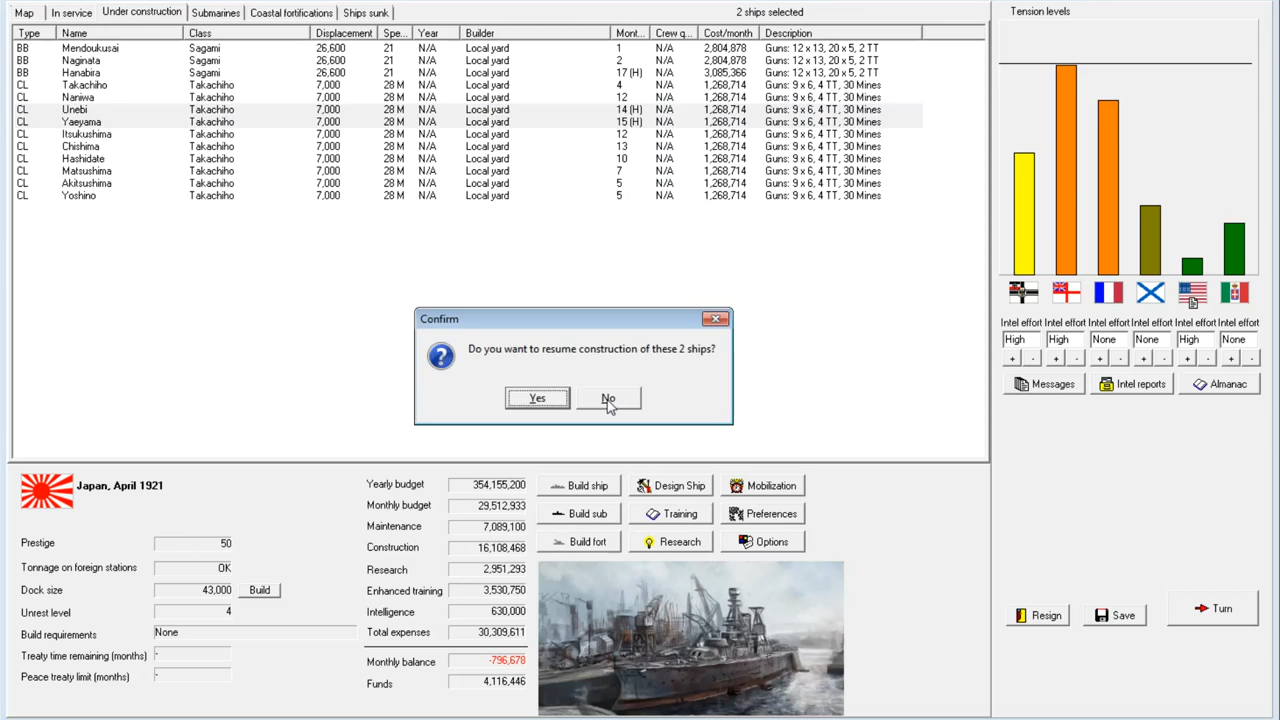 Map In service Under construction Submarines Coastal fortifications Ships sunk 2 ships selected
Type Name Class Displacement Spe... Year Builder Mont... Crew q... Cost/month Description
BB Mendoukusai Sagami 26,600 21 N/A Local yard 1 N/A 2,804,878 Guns: 12 x 13, 20 x 5, 2 TT
BB Naginata Sagami 26,600 21 N/A Local yard 2 N/A 2,804,878 Guns: 12 x 13, 20 x 5, 2 TT
BB Hanabira Sagami 26,600 21 N/A Local yard 17 (H) N/A 3,085,366 Guns: 12 x 13, 20 x 5, 2 TT
CL Takachiho Takachiho 7,000 28 M N/A Local yard 4 N/A 1,268,714 Guns: 9 x 6, 4 TT, 30 Mines
CL Naniwa Takachiho 7,000 28 M N/A Local yard 12 N/A 1,268,714 Guns: 9 x 6, 4 TT, 30 Mines
CL Unebi Takachiho 7,000 28 M N/A Local yard 14 (H) N/A 1,268,714 Guns: 9 x 6, 4 TT, 30 Mines
CL Yaeyama Takachiho 7,000 28 M N/A Local yard 15 (H) N/A 1,268,714 Guns: 9 x 6, 4 TT, 30 Mines
CL Itsukushima Takachiho 7,000 28 M N/A Local yard 12 N/A 1,268,714 Guns: 9 x 6, 4 TT, 30 Mines
CL Chishima Takachiho 7,000 28 M N/A Local yard 13 N/A 1,268,714 Guns: 9 x 6, 4 TT, 30 Mines
CL Hashidate Takachiho 7,000 28 M N/A Local yard 10 N/A 1,268,714 Guns: 9 x 6, 4 TT, 30 Mines
CL Matsushima Takachiho 7,000 28 M N/A Local yard 7 N/A 1,268,714 Guns: 9 x 6, 4 TT, 30 Mines
CL Akitsushima Takachiho 7,000 28 M N/A Local yard 5 N/A 1,268,714 Guns: 9 x 6, 4 TT, 30 Mines
CL Yoshino Takachiho 7,000 28 M N/A Local yard 5 N/A 1,268,714 Guns: 9 x 6, 4 TT, 30 Mines
Confirm
Do you want to resume construction of these 2 ships?
Yes No
Tension levels
Intel effort Intel effort Intel effort Intel effort Intel effort Intel effort
High High None None High None
+ - + - + - + - + - + -
Messages Intel reports Almanac
Japan, April 1921
Prestige 50
Tonnage on foreign stations OK
Dock size 43,000 Build
Unrest level 4
Build requirements None
Treaty time remaining (months) -
Peace treaty limit (months) -
Yearly budget 354,155,200
Monthly budget 29,512,933
Maintenance 7,089,100
Construction 16,108,468
Research 2,951,293
Enhanced training 3,530,750
Intelligence 630,000
Total expenses 30,309,611
Monthly balance -796,678
Funds 4,116,446
Build ship Design Ship Mobilization
Build sub Training Preferences
Build fort Research Options
Resign Save Turn